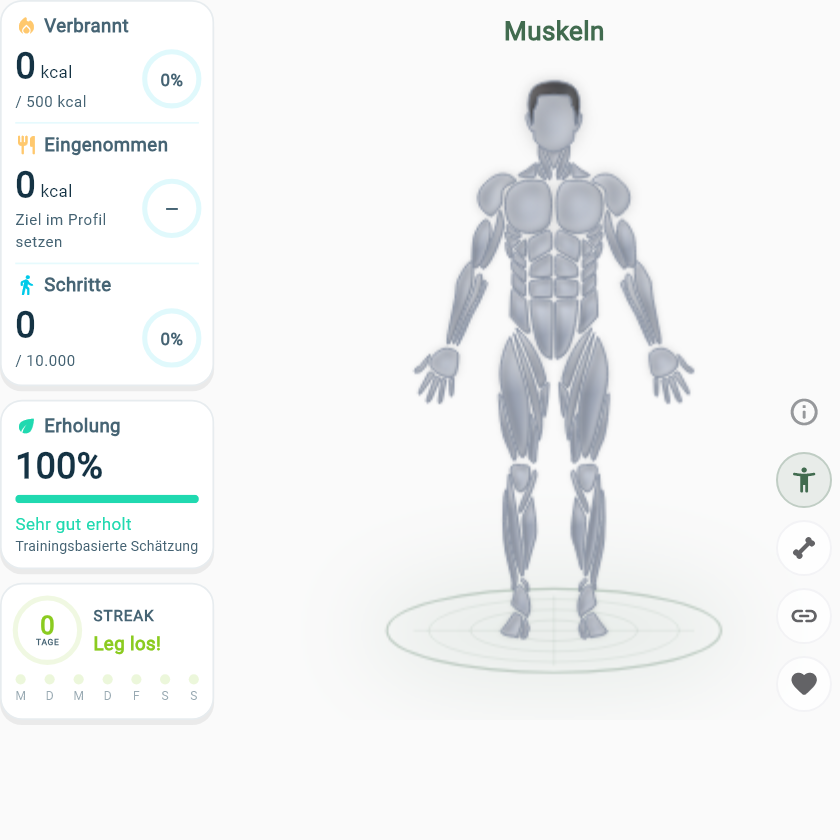 Verbrannt
0 kcal
/ 500 kcal
0%
Eingenommen
0 kcal
Ziel im Profil
setzen
–
Schritte
0
/ 10.000
0%
Erholung
100%
Sehr gut erholt
Trainingsbasierte Schätzung
0
TAGE
STREAK
Leg los!
M D M D F S S
Muskeln